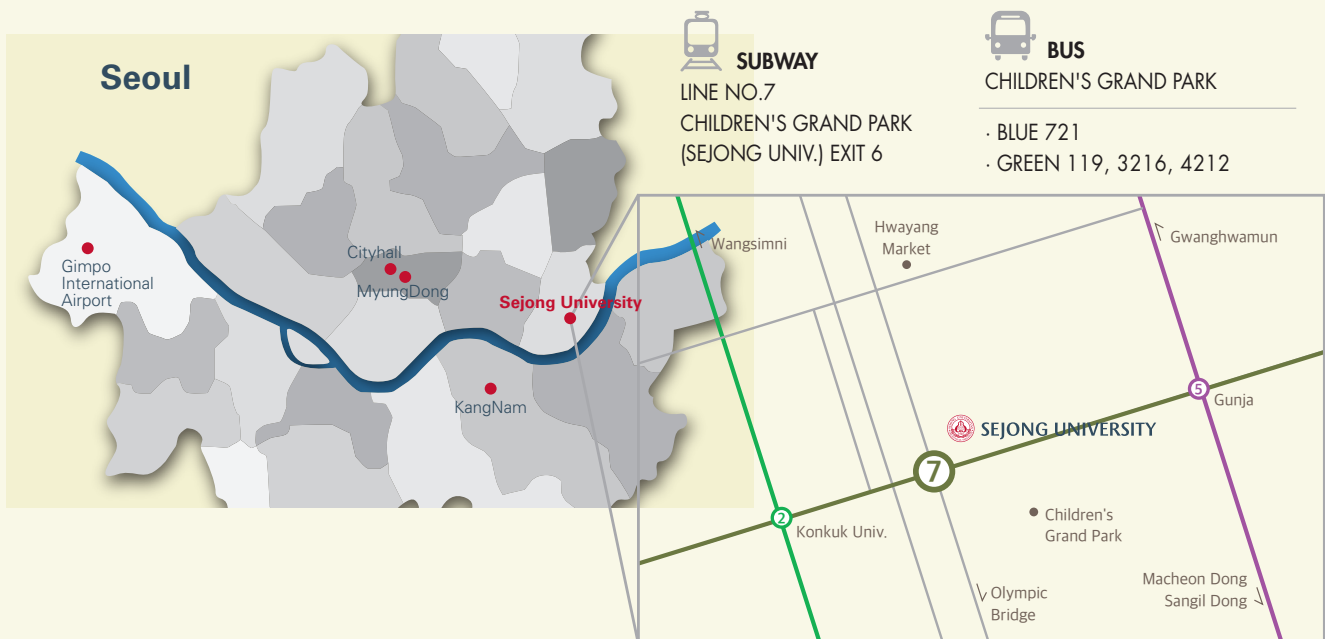 Seoul
Gimpo
International
Airport
Cityhall
MyungDong
Sejong University
KangNam
SUBWAY
LINE NO.7
CHILDREN'S GRAND PARK
(SEJONG UNIV.) EXIT 6
BUS
CHILDREN'S GRAND PARK
· BLUE 721
· GREEN 119, 3216, 4212
Wangsimni
Hwayang
Market
Gwanghwamun
5
Gunja
SEJONG UNIVERSITY
7
2
Konkuk Univ.
Children's
Grand Park
Olympic
Bridge
Macheon Dong
Sangil Dong